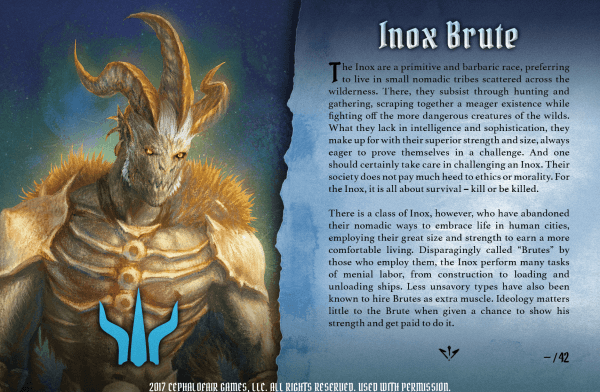 Inox Brute
The Inox are a primitive and barbaric race, preferring
to live in small nomadic tribes scattered across the
wilderness. There, they subsist through hunting and
gathering, scraping together a meager existence while
fighting off the more dangerous creatures of the wilds.
What they lack in intelligence and sophistication, they
make up for with their superior strength and size, always
eager to prove themselves in a challenge. And one
should certainly take care in challenging an Inox. Their
society does not pay much heed to ethics or morality. For
the Inox, it is all about survival – kill or be killed.
There is a class of Inox, however, who have abandoned
their nomadic ways to embrace life in human cities,
employing their great size and strength to earn a more
comfortable living. Disparagingly called “Brutes” by
those who employ them, the Inox perform many tasks
of menial labor, from construction to loading and
unloading ships. Less unsavory types have also been
known to hire Brutes as extra muscle. Ideology matters
little to the Brute when given a chance to show his
strength and get paid to do it.
–/42
2017 CEPHALOFAIR GAMES, LLC. ALL RIGHTS RESERVED. USED WITH PERMISSION.